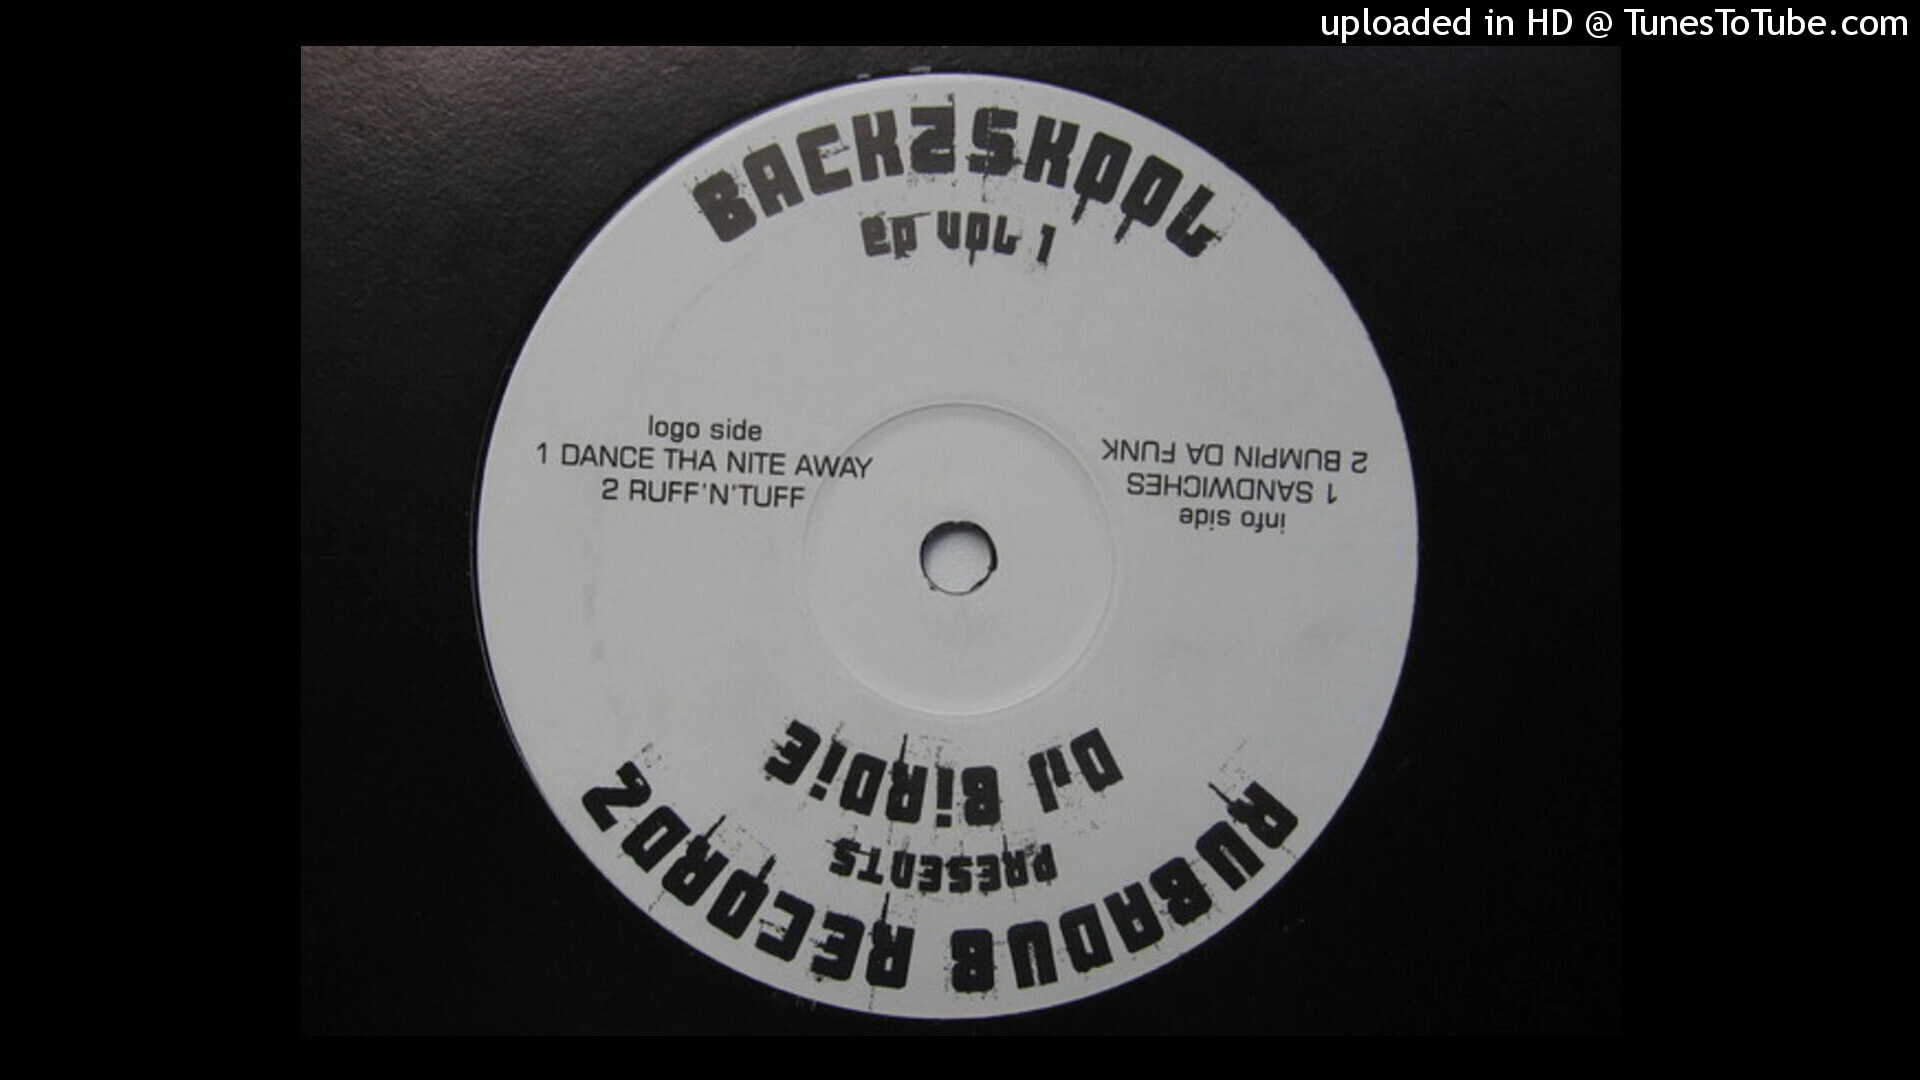 uploaded in HD @ TunesToTube.com
BACK2SKOOL
EP VOL 1
logo side
1 DANCE THA NITE AWAY
2 RUFF'N'TUFF
info side
1 SANDWICHES
2 BUMPIN DA FUNK
RUBADUB RECORDZ
PRESENTS
DJ BiRDiE